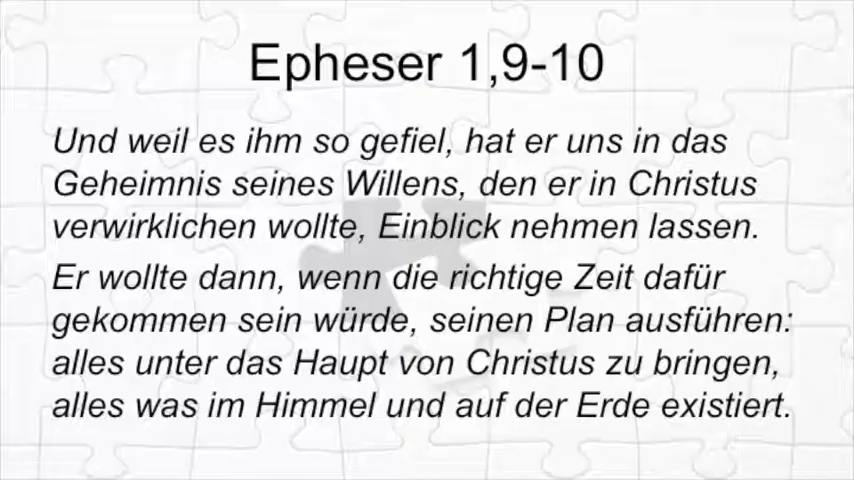 Epheser 1,9-10
Und weil es ihm so gefiel, hat er uns in das
Geheimnis seines Willens, den er in Christus
verwirklichen wollte, Einblick nehmen lassen.
Er wollte dann, wenn die richtige Zeit dafür
gekommen sein würde, seinen Plan ausführen:
alles unter das Haupt von Christus zu bringen,
alles was im Himmel und auf der Erde existiert.